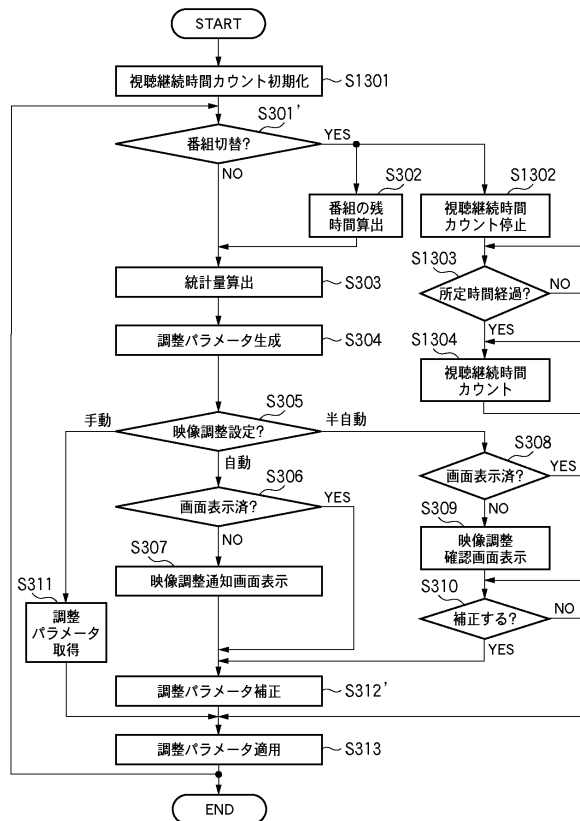 START
視聴継続時間カウント初期化
S1301
S301'
番組切替?
YES
NO
S302
番組の残
時間算出
S1302
視聴継続時間
カウント停止
S1303
所定時間経過?
NO
YES
統計量算出
S303
調整パラメータ生成
S304
S1304
視聴継続時間
カウント
S305
手動
映像調整設定?
半自動
自動
S306
画面表示済?
YES
NO
S308
画面表示済?
YES
NO
S307
映像調整通知画面表示
S309
映像調整
確認画面表示
S310
補正する?
NO
YES
S311
調整
パラメータ
取得
調整パラメータ補正
S312'
調整パラメータ適用
S313
END